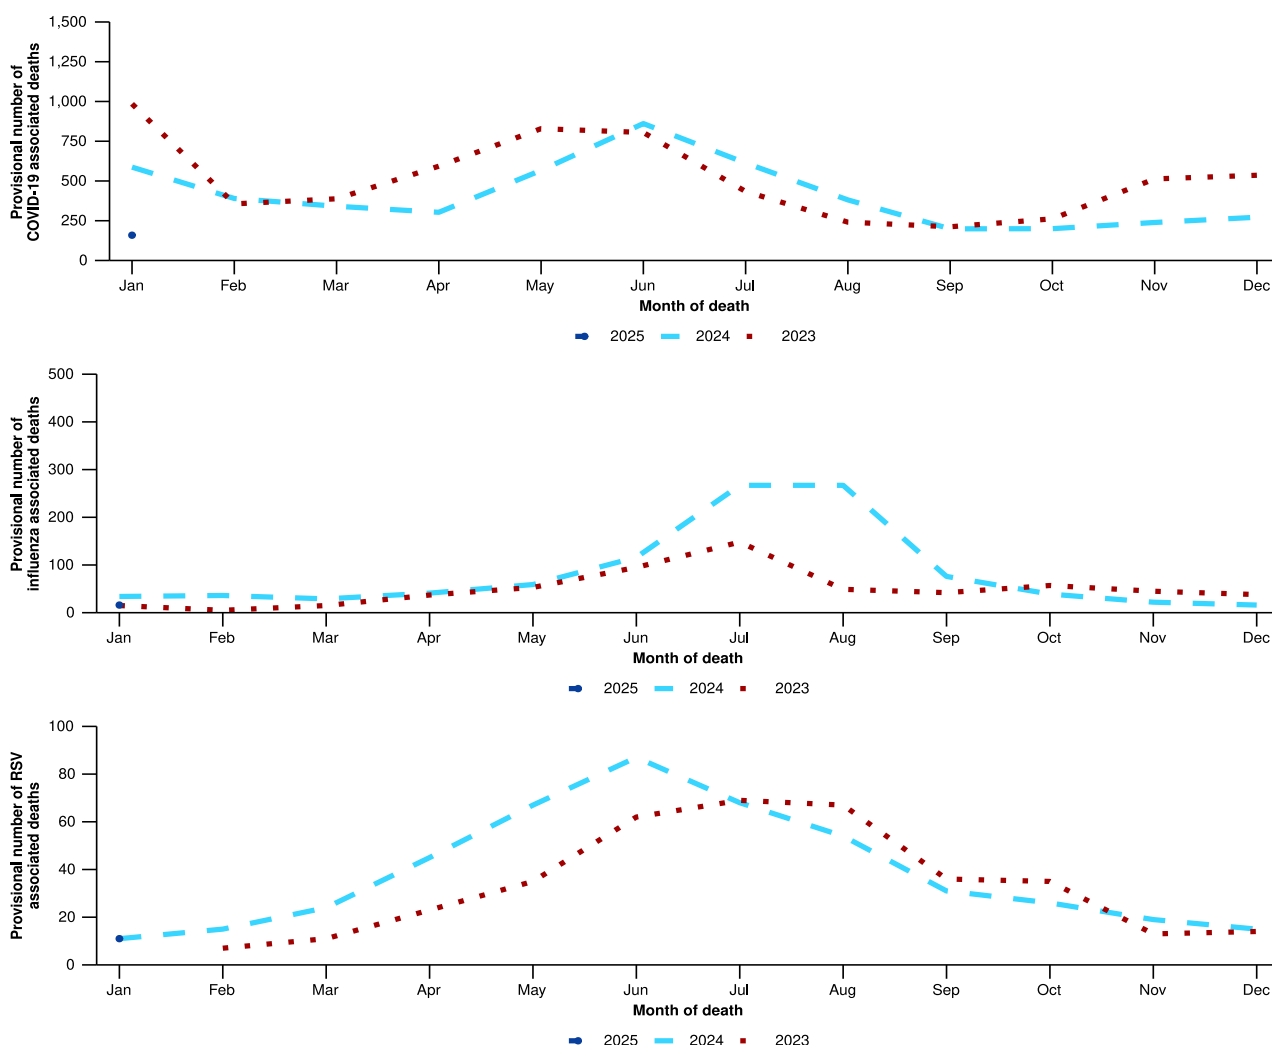 Provisional number of
COVID-19 associated deaths
1,500
1,250
1,000
750
500
250
0
Jan Feb Mar Apr May Jun Jul Aug Sep Oct Nov Dec
Month of death
2025 2024 2023
Provisional number of
influenza associated deaths
500
400
300
200
100
0
Jan Feb Mar Apr May Jun Jul Aug Sep Oct Nov Dec
Month of death
2025 2024 2023
Provisional number of RSV
associated deaths
100
80
60
40
20
0
Jan Feb Mar Apr May Jun Jul Aug Sep Oct Nov Dec
Month of death
2025 2024 2023